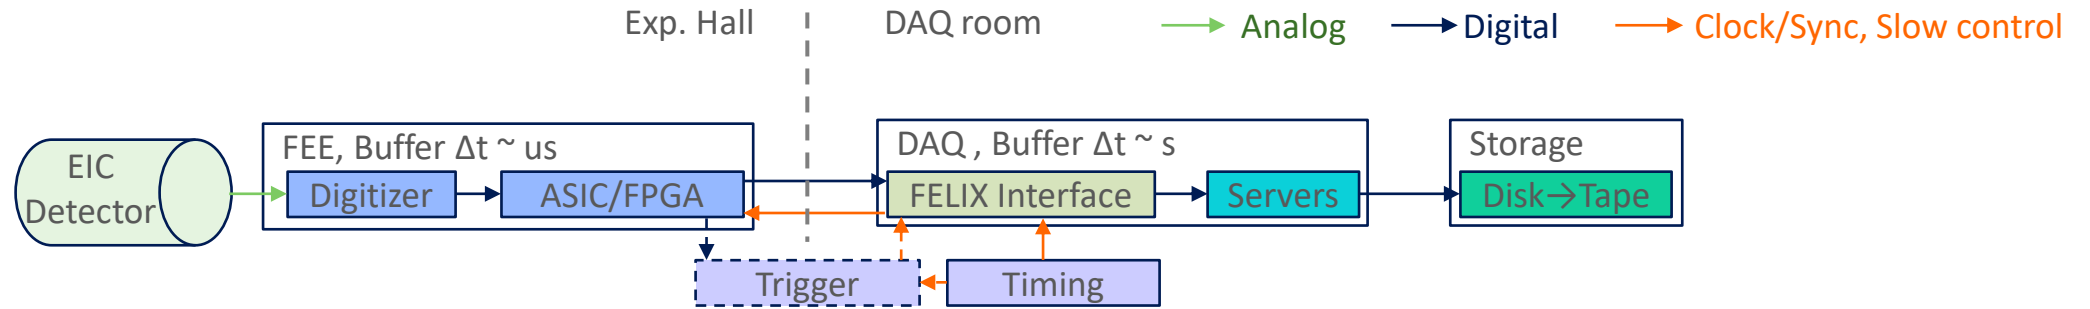 Exp. Hall
DAQ room
Analog
Digital
Clock/Sync, Slow control
EIC
Detector
FEE, Buffer Δt ~ us
Digitizer
ASIC/FPGA
DAQ , Buffer Δt ~ s
FELIX Interface
Servers
Storage
Disk→Tape
Trigger
Timing